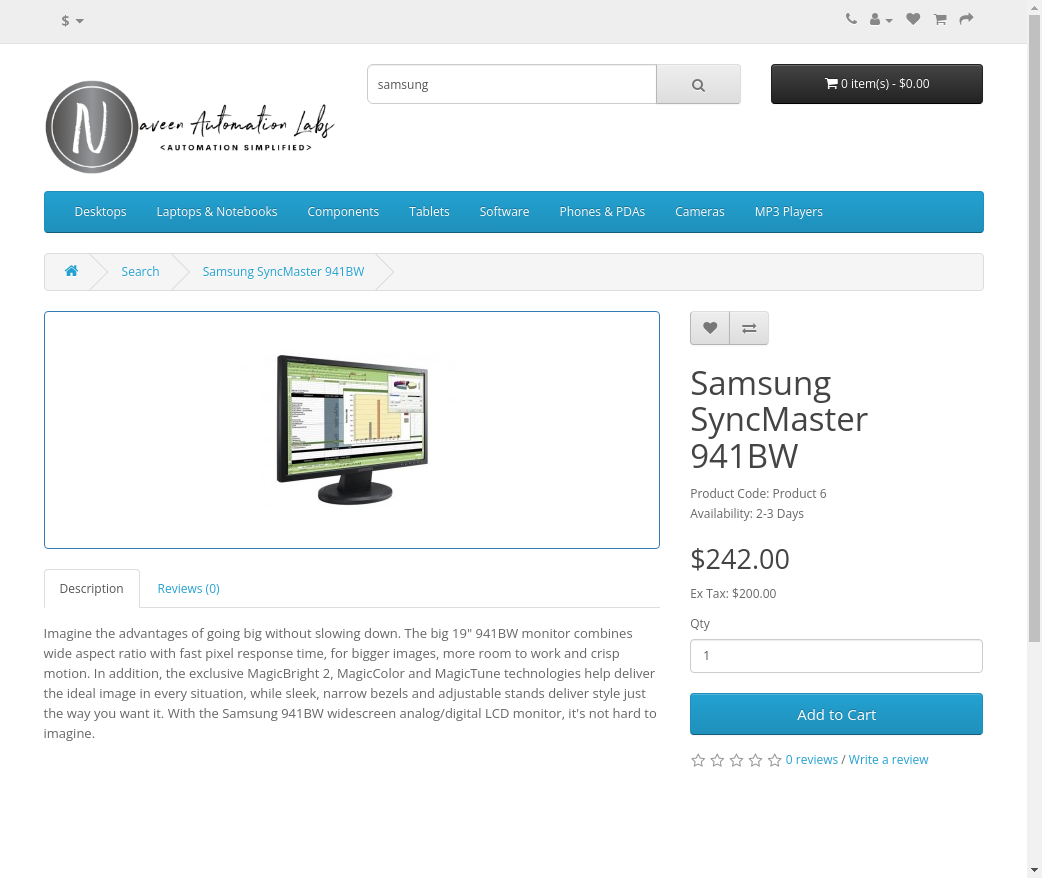 $
samsung
0 item(s) - $0.00
N
aveen Automation Labs
<AUTOMATION SIMPLIFIED>
Desktops Laptops & Notebooks Components Tablets Software Phones & PDAs Cameras MP3 Players
Search Samsung SyncMaster 941BW
Samsung
SyncMaster
941BW
Product Code: Product 6
Availability: 2-3 Days
$242.00
Ex Tax: $200.00
Qty
1
Add to Cart
0 reviews / Write a review
Description Reviews (0)
Imagine the advantages of going big without slowing down. The big 19" 941BW monitor combines
wide aspect ratio with fast pixel response time, for bigger images, more room to work and crisp
motion. In addition, the exclusive MagicBright 2, MagicColor and MagicTune technologies help deliver
the ideal image in every situation, while sleek, narrow bezels and adjustable stands deliver style just
the way you want it. With the Samsung 941BW widescreen analog/digital LCD monitor, it's not hard to
imagine.